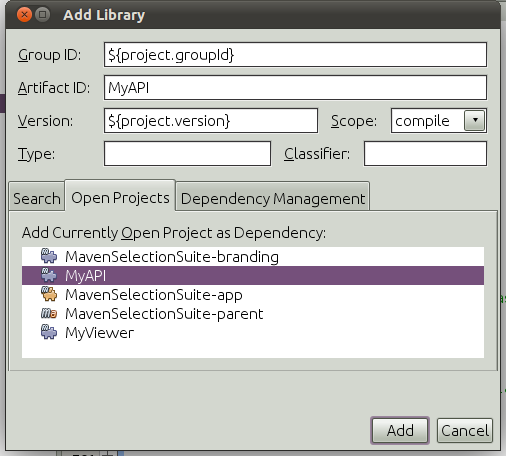 Add Library
Group ID: ${project.groupId}
Artifact ID: MyAPI
Version: ${project.version} Scope: compile
Type: Classifier:
Search Open Projects Dependency Management
Add Currently Open Project as Dependency:
MavenSelectionSuite-branding
MyAPI
MavenSelectionSuite-app
ma MavenSelectionSuite-parent
MyViewer
Add Cancel